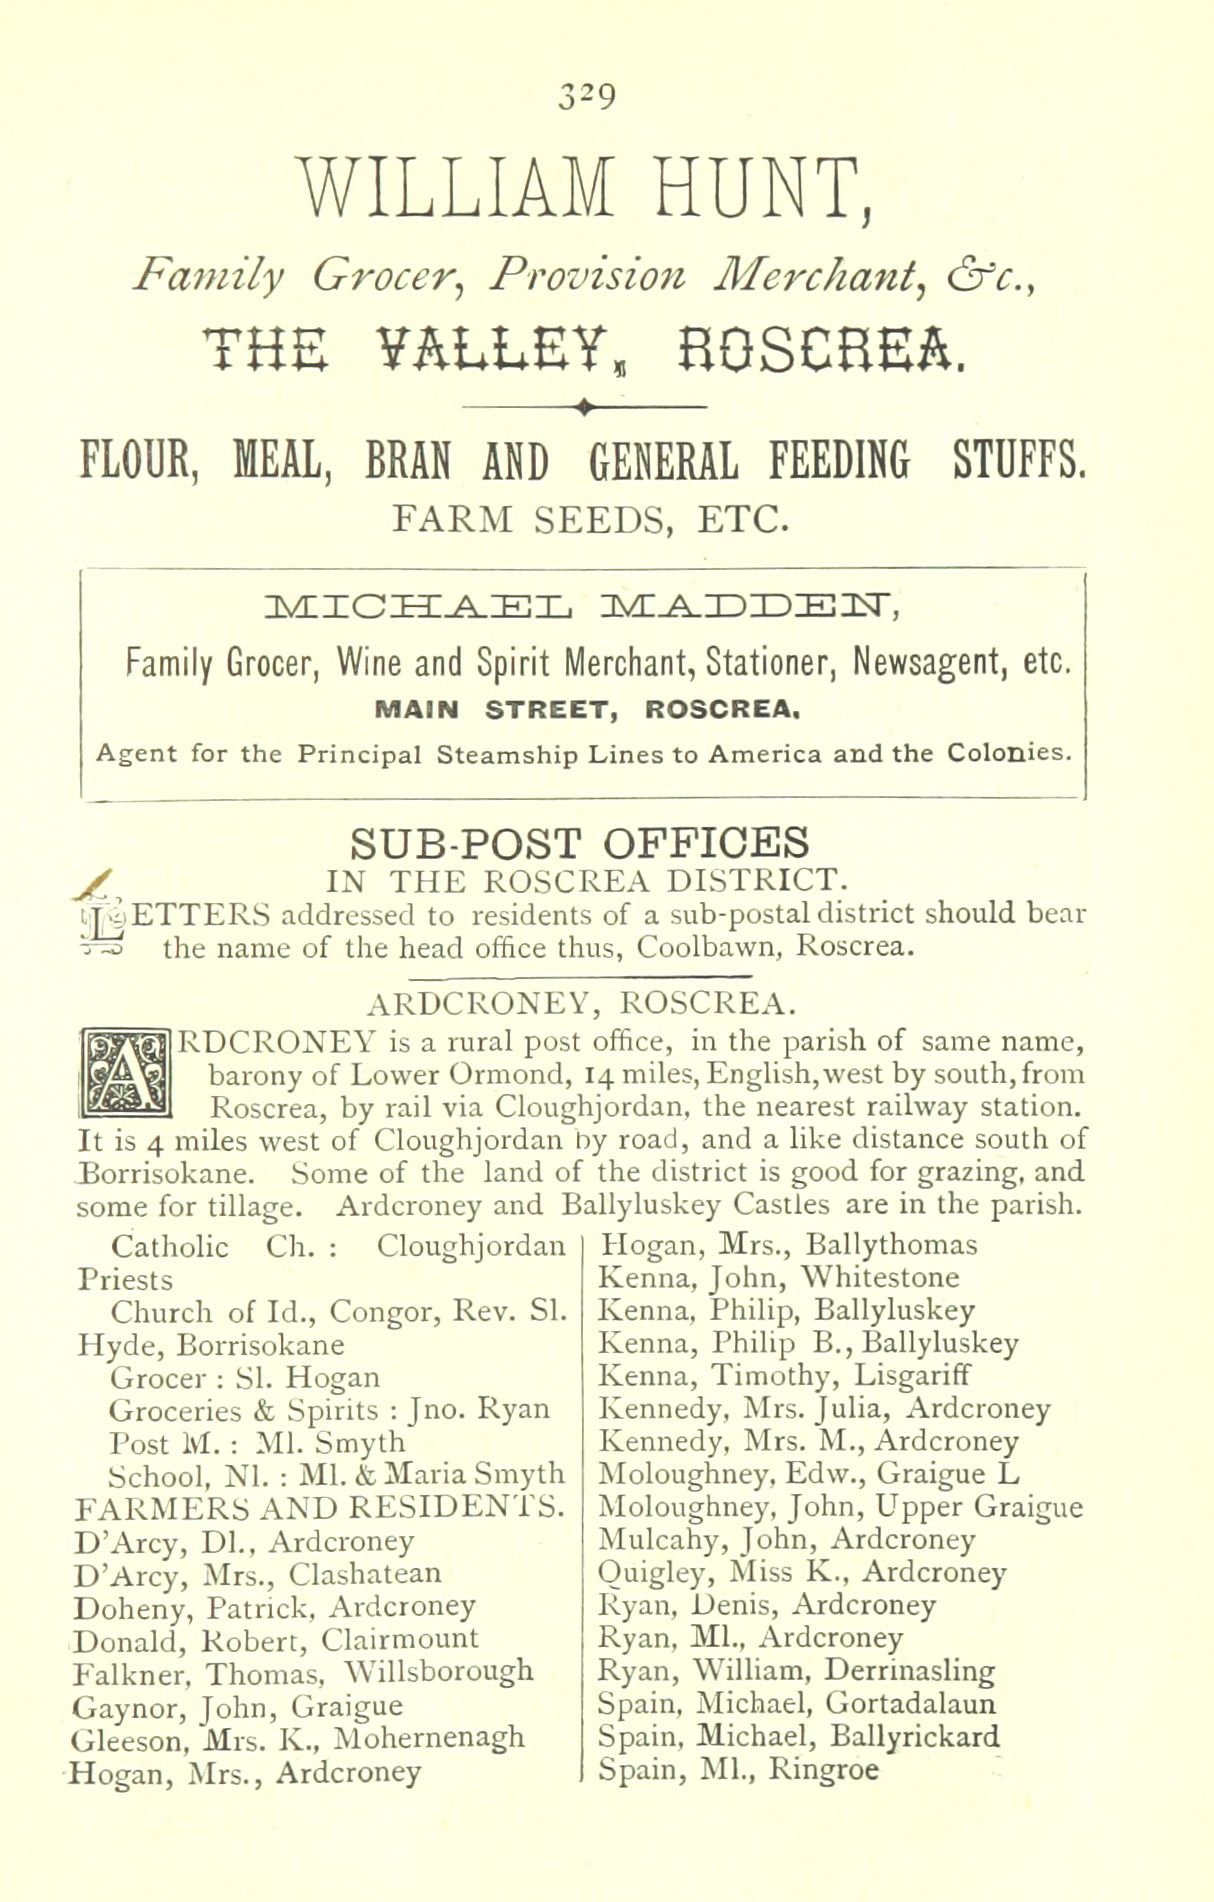 329
WILLIAM HUNT,
Family Grocer, Provision Merchant, &c.,
THE VALLEY, ROSCREA.
FLOUR, MEAL, BRAN AND GENERAL FEEDING STUFFS.
FARM SEEDS, ETC.
MICHAEL MADDEN,
Family Grocer, Wine and Spirit Merchant, Stationer, Newsagent, etc.
MAIN STREET, ROSCREA.
Agent for the Principal Steamship Lines to America and the Colonies.
SUB-POST OFFICES
IN THE ROSCREA DISTRICT.
LETTERS addressed to residents of a sub-postal district should bear
the name of the head office thus, Coolbawn, Roscrea.
ARDCRONEY, ROSCREA.
ARDCRONEY is a rural post office, in the parish of same name,
barony of Lower Ormond, 14 miles, English, west by south, from
Roscrea, by rail via Cloughjordan, the nearest railway station.
It is 4 miles west of Cloughjordan by road, and a like distance south of
Borrisokane. Some of the land of the district is good for grazing, and
some for tillage. Ardcroney and Ballyluskey Castles are in the parish.
Catholic Ch. : Cloughjordan
Priests
Church of Id., Congor, Rev. Sl.
Hyde, Borrisokane
Grocer : Sl. Hogan
Groceries & Spirits : Jno. Ryan
Post M. : Ml. Smyth
School, Nl. : Ml. & Maria Smyth
FARMERS AND RESIDENTS.
D'Arcy, Dl., Ardcroney
D'Arcy, Mrs., Clashatean
Doheny, Patrick, Ardcroney
Donald, Robert, Clairmount
Falkner, Thomas, Willsborough
Gaynor, John, Graigue
Gleeson, Mrs. K., Mohernenagh
Hogan, Mrs., Ardcroney
Hogan, Mrs., Ballythomas
Kenna, John, Whitestone
Kenna, Philip, Ballyluskey
Kenna, Philip B., Ballyluskey
Kenna, Timothy, Lisgariff
Kennedy, Mrs. Julia, Ardcroney
Kennedy, Mrs. M., Ardcroney
Moloughney, Edw., Graigue L
Moloughney, John, Upper Graigue
Mulcahy, John, Ardcroney
Quigley, Miss K., Ardcroney
Ryan, Denis, Ardcroney
Ryan, Ml., Ardcroney
Ryan, William, Derrinasling
Spain, Michael, Gortadalaun
Spain, Michael, Ballyrickard
Spain, Ml., Ringroe